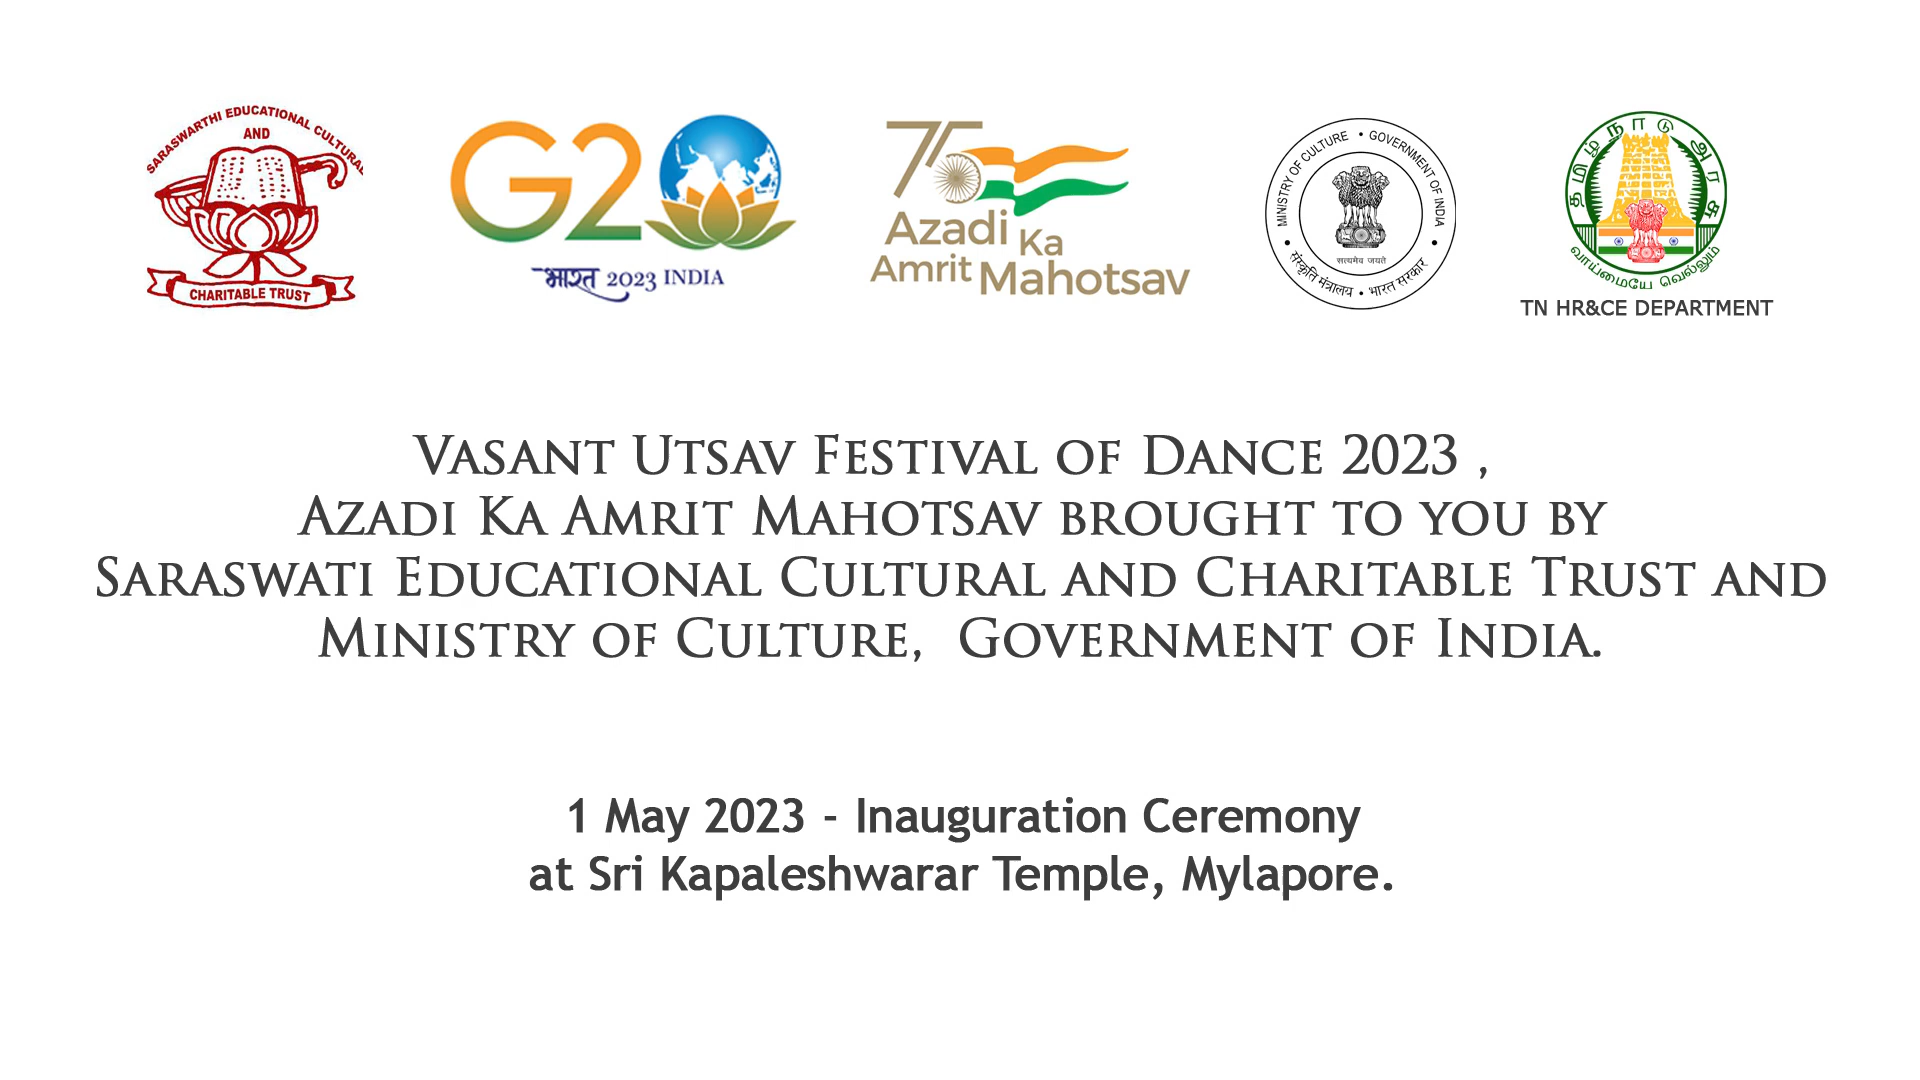 SARASWARTHI EDUCATIONAL CULTURAL
AND
CHARITABLE TRUST
G20
भारत 2023 INDIA
75
Azadi Ka
Amrit Mahotsav
MINISTRY OF CULTURE • GOVERNMENT OF INDIA
सत्यमेव जयते
संस्कृति मंत्रालय • भारत सरकार
தமிழ்நாடு அரசு
வாய்மையே வெல்லும்
TN HR&CE DEPARTMENT
VASANT UTSAV FESTIVAL OF DANCE 2023 ,
AZADI KA AMRIT MAHOTSAV BROUGHT TO YOU BY
SARASWATI EDUCATIONAL CULTURAL AND CHARITABLE TRUST AND
MINISTRY OF CULTURE, GOVERNMENT OF INDIA.
1 May 2023 - Inauguration Ceremony
at Sri Kapaleshwarar Temple, Mylapore.